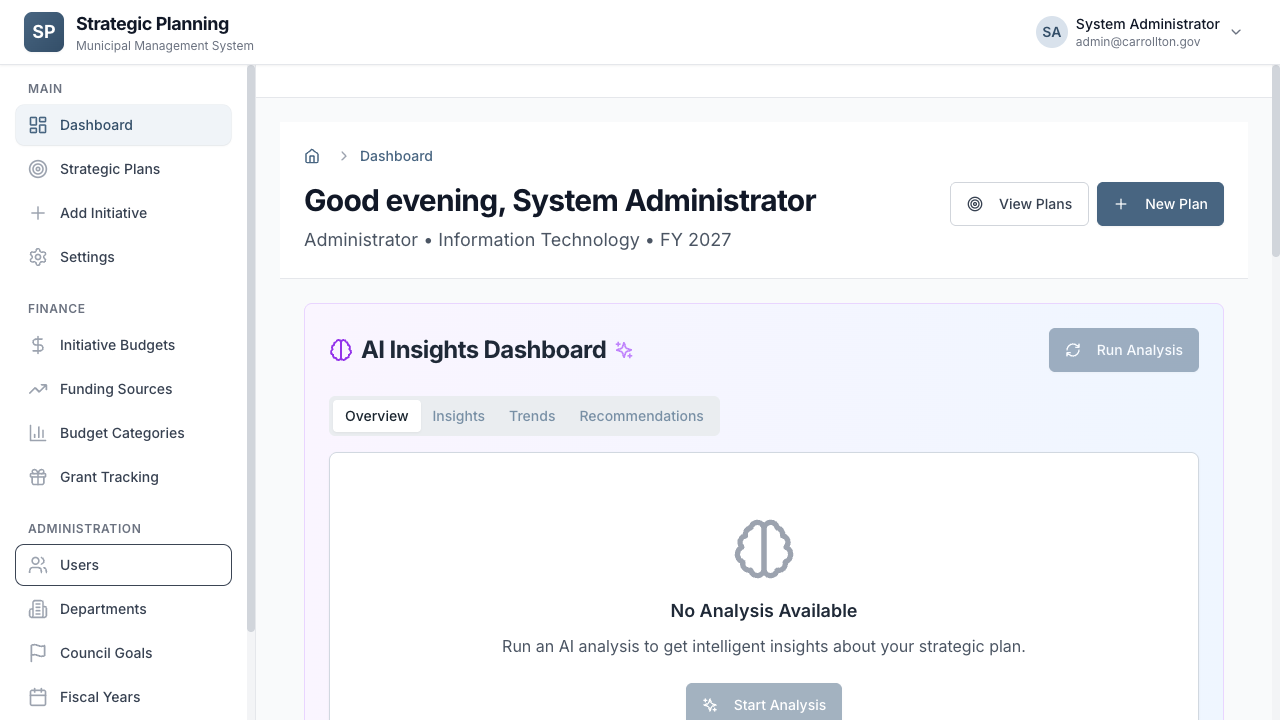 SP
Strategic Planning
Municipal Management System
SA
System Administrator
admin@carrollton.gov
MAIN
Dashboard
Strategic Plans
Add Initiative
Settings
FINANCE
Initiative Budgets
Funding Sources
Budget Categories
Grant Tracking
ADMINISTRATION
Users
Departments
Council Goals
Fiscal Years
Dashboard
Good evening, System Administrator
Administrator • Information Technology • FY 2027
View Plans
New Plan
AI Insights Dashboard
Run Analysis
Overview Insights Trends Recommendations
No Analysis Available
Run an AI analysis to get intelligent insights about your strategic plan.
Start Analysis